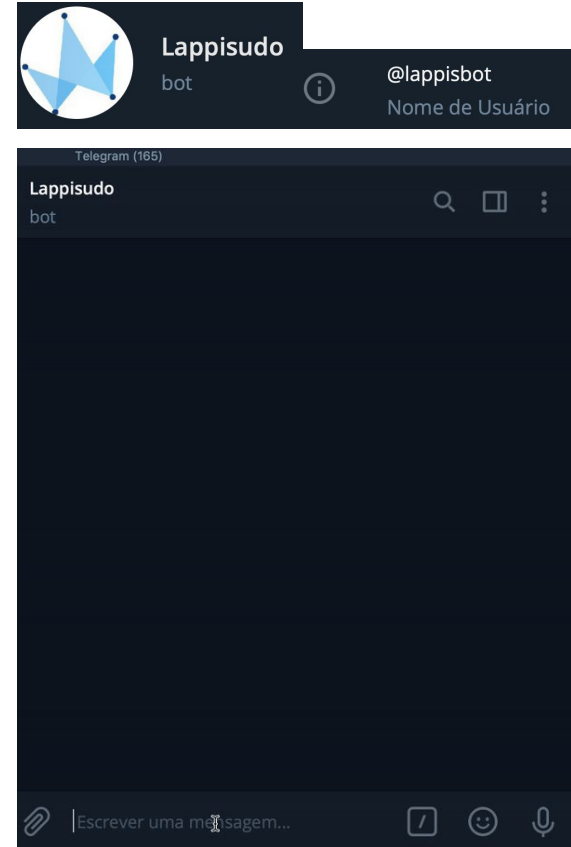 Lappisudo
bot
@lappisbot
Nome de Usuário
Telegram (165)
Lappisudo
bot
Escrever uma mensagem...